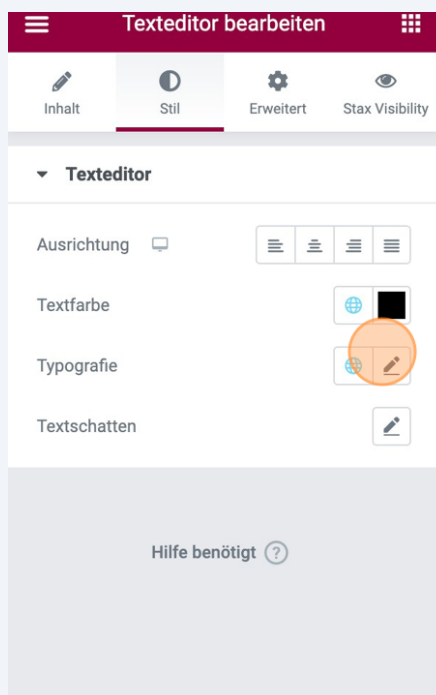 Texteditor bearbeiten
Inhalt Stil Erweitert Stax Visibility
Texteditor
Ausrichtung
Textfarbe
Typografie
Textschatten
Hilfe benötigt ?